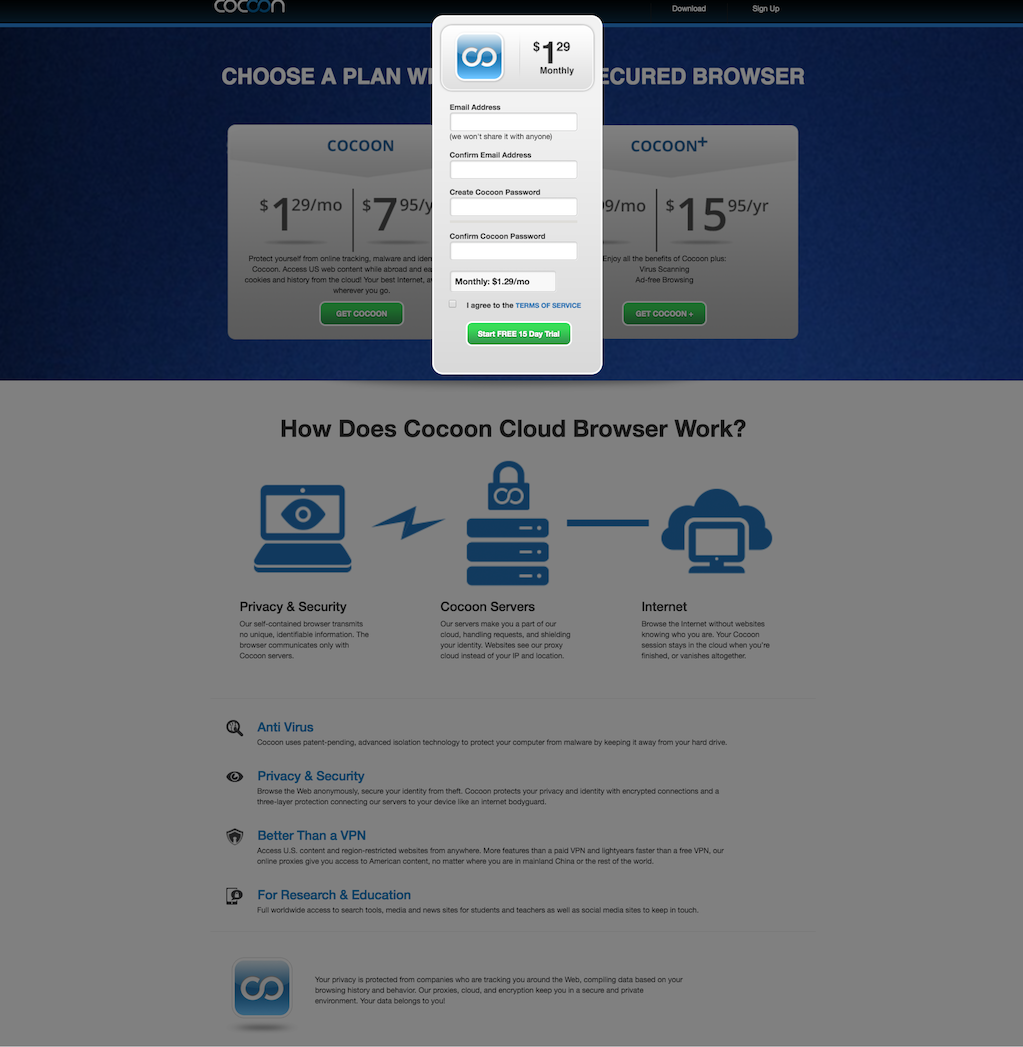 cocoon
Download
Sign Up
CHOOSE A PLAN WI
ECURED BROWSER
$1 29
Monthly
Email Address
(we won't share it with anyone)
Confirm Email Address
Create Cocoon Password
Confirm Cocoon Password
Monthly: $1.29/mo
I agree to the TERMS OF SERVICE
Start FREE 15 Day Trial
COCOON
$1 29/mo
$7 95/y
Protect yourself from online tracking, malware and iden
Cocoon. Access US web content while abroad and ea
cookies and history from the cloud! Your best Internet,
wherever you go.
GET COCOON
COCOON+
9/mo
$15 95/yr
Enjoy all the benefits of Cocoon plus:
Virus Scanning
Ad-free Browsing
GET COCOON +
How Does Cocoon Cloud Browser Work?
Privacy & Security
Our self-contained browser transmits
no unique, identifiable information. The
browser communicates only with
Cocoon servers.
Cocoon Servers
Our servers make you a part of our
cloud, handling requests, and shielding
your identity. Websites see our proxy
cloud instead of your IP and location.
Internet
Browse the Internet without websites
knowing who you are. Your Cocoon
session stays in the cloud when you're
finished, or vanishes altogether.
Anti Virus
Cocoon uses patent-pending, advanced isolation technology to protect your computer from malware by keeping it away from your hard drive.
Privacy & Security
Browse the Web anonymously, secure your identity from theft. Cocoon protects your privacy and identity with encrypted connections and a
three-layer protection connecting our servers to your device like an internet bodyguard.
Better Than a VPN
Access U.S. content and region-restricted websites from anywhere. More features than a paid VPN and lightyears faster than a free VPN, our
online proxies give you access to American content, no matter where you are in mainland China or the rest of the world.
For Research & Education
Full worldwide access to search tools, media and news sites for students and teachers as well as social media sites to keep in touch.
Your privacy is protected from companies who are tracking you around the Web, compiling data based on your
browsing history and behavior. Our proxies, cloud, and encryption keep you in a secure and private
environment. Your data belongs to you!